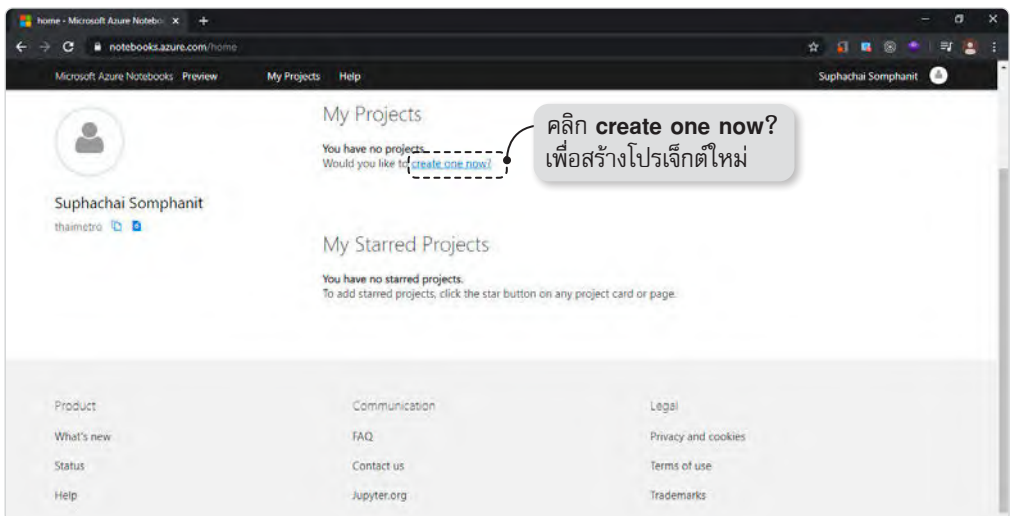 home - Microsoft Azure Notebo
notebooks.azure.com/home
Microsoft Azure Notebooks Preview My Projects Help Suphachai Somphanit
My Projects
You have no projects.
Would you like to create one now?
คลิก create one now?
เพื่อสร้างโปรเจ็กต์ใหม่
Suphachai Somphanit
thaimetro
My Starred Projects
You have no starred projects.
To add starred projects, click the star button on any project card or page.
Product Communication Legal
What's new FAQ Privacy and cookies
Status Contact us Terms of use
Help Jupyter.org Trademarks